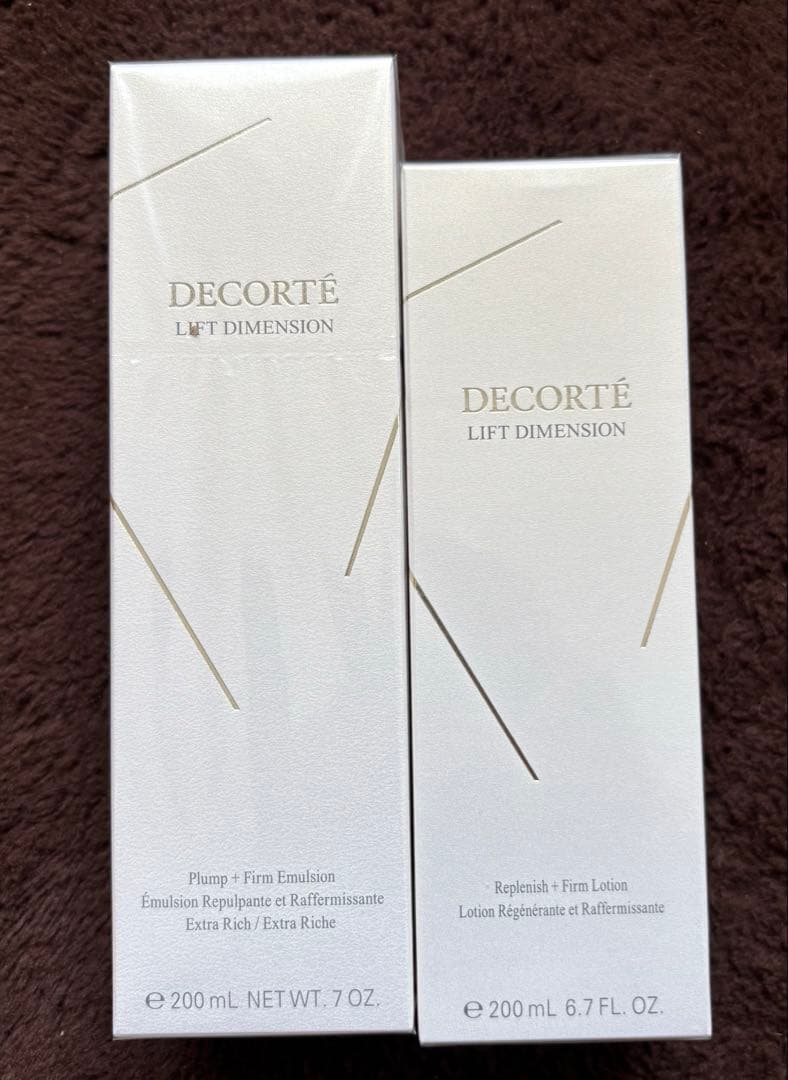 DECORTÉ
LIFT DIMENSION
Plump + Firm Emulsion
Émulsion Repulpante et Raffermissante
Extra Rich / Extra Riche
℮ 200 mL NET WT. 7 OZ.
DECORTÉ
LIFT DIMENSION
Replenish + Firm Lotion
Lotion Régénérante et Raffermissante
℮ 200 mL 6.7 FL. OZ.